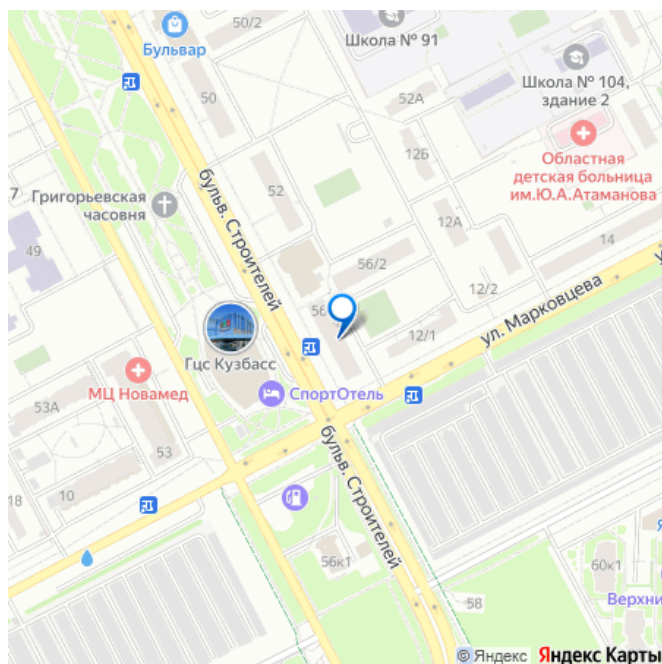 50/2
Бульвар
Школа № 91
Школа № 104,
здание 2
50
52А
Областная
детская больница
им.Ю.А.Атаманова
12Б
7
Григорьевская
часовня
52
12А
49
бульв. Строителей
56/2
14
12/2
ул. Марковцева
56
12/1
Гцс Кузбасс
МЦ Новамед
СпортОтель
53А
53
10
18
бульв. Строителей
56к1
60к1
58
Верхни
© Яндекс Яндекс Карты